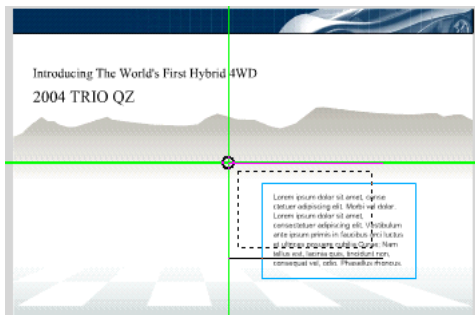 Introducing The World's First Hybrid 4WD
2004 TRIO QZ
Lorem ipsum dolor sit amet, conse
ctetuer adipiscing elit. Morbi vel dolor.
Lorem ipsum dolor sit amet,
consectetuer adipiscing elit. Vestibulum
ante ipsum primis in faucibus orci luctus
et ultrices posuere cubilia Curae; Nam
tellus est, lacinia quis, tincidunt non,
consequat vel, odio. Phasellus rhoncus.